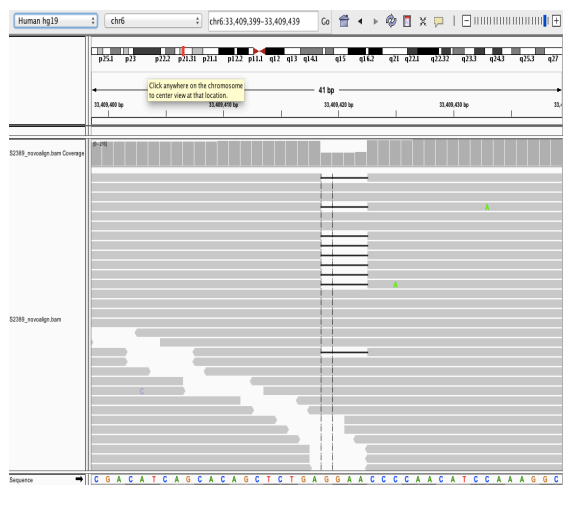 Human hg19 chr6 chr6:33,409,399-33,409,439 Go
p25.1 p23 p22.2 p21.31 p21.1 p12.2 p11.1 q12 q13 q14.1 q15 q16.2 q21 q22.1 q22.32 q23.3 q24.3 q25.3 q27
Click anywhere on the chromosome
to center view at that location.
41 bp
33,409,400 bp 33,409,410 bp 33,409,420 bp 33,409,430 bp 33,4
S2389_novoalign.bam Coverage
A
A
S2389_novoalign.bam
C
Sequence C G A C A T C A G C A C A G C T C T G A G G A A C C C C A A C A T C C A A A G G C